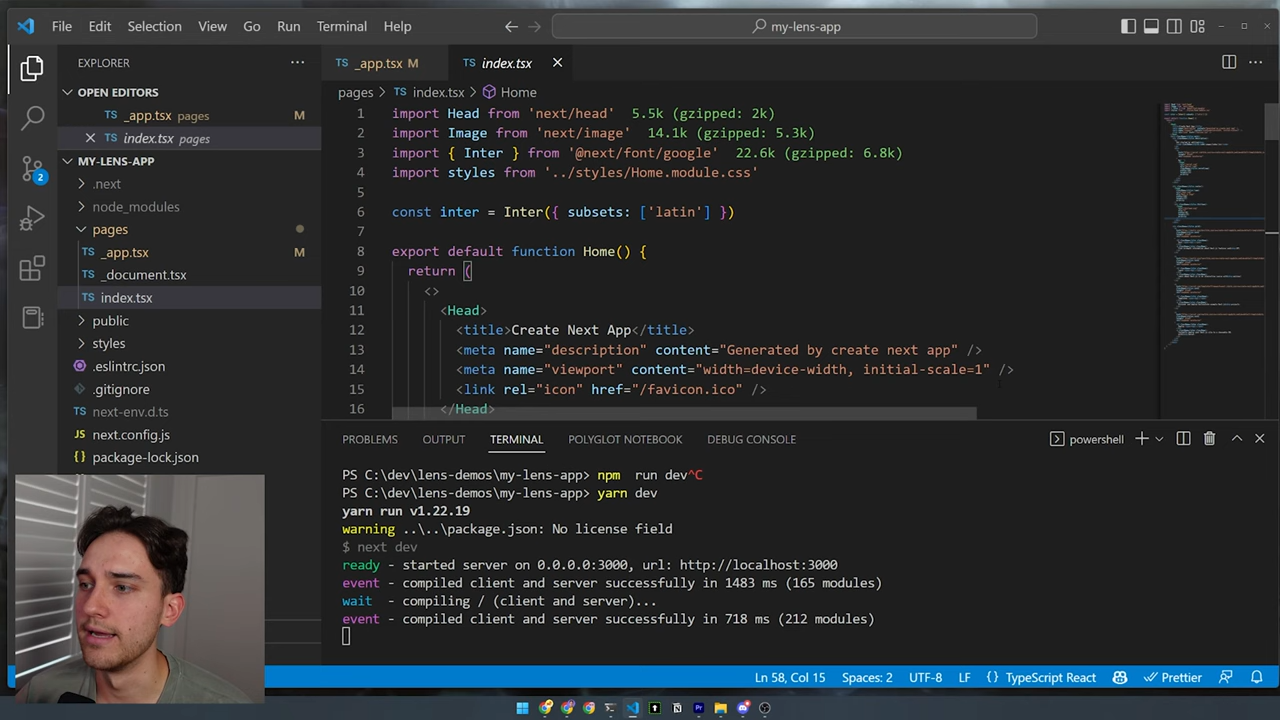 File Edit Selection View Go Run Terminal Help
my-lens-app
EXPLORER
OPEN EDITORS
_app.tsx pages M
index.tsx pages
MY-LENS-APP
.next
node_modules
pages
_app.tsx M
_document.tsx
index.tsx
public
styles
.eslintrc.json
.gitignore
next-env.d.ts
next.config.js
package-lock.json
2
_app.tsx M index.tsx
pages > index.tsx > Home
1 import Head from 'next/head' 5.5k (gzipped: 2k)
2 import Image from 'next/image' 14.1k (gzipped: 5.3k)
3 import { Inter } from '@next/font/google' 22.6k (gzipped: 6.8k)
4 import styles from '../styles/Home.module.css'
5
6 const inter = Inter({ subsets: ['latin'] })
7
8 export default function Home() {
9 return (
10 <>
11 <Head>
12 <title>Create Next App</title>
13 <meta name="description" content="Generated by create next app" />
14 <meta name="viewport" content="width=device-width, initial-scale=1" />
15 <link rel="icon" href="/favicon.ico" />
16 </Head>
PROBLEMS OUTPUT TERMINAL POLYGLOT NOTEBOOK DEBUG CONSOLE
powershell
PS C:\dev\lens-demos\my-lens-app> npm run dev^C
PS C:\dev\lens-demos\my-lens-app> yarn dev
yarn run v1.22.19
warning ..\..\package.json: No license field
$ next dev
ready - started server on 0.0.0.0:3000, url: http://localhost:3000
event - compiled client and server successfully in 1483 ms (165 modules)
wait - compiling / (client and server)...
event - compiled client and server successfully in 718 ms (212 modules)
Ln 58, Col 15 Spaces: 2 UTF-8 LF { } TypeScript React Prettier